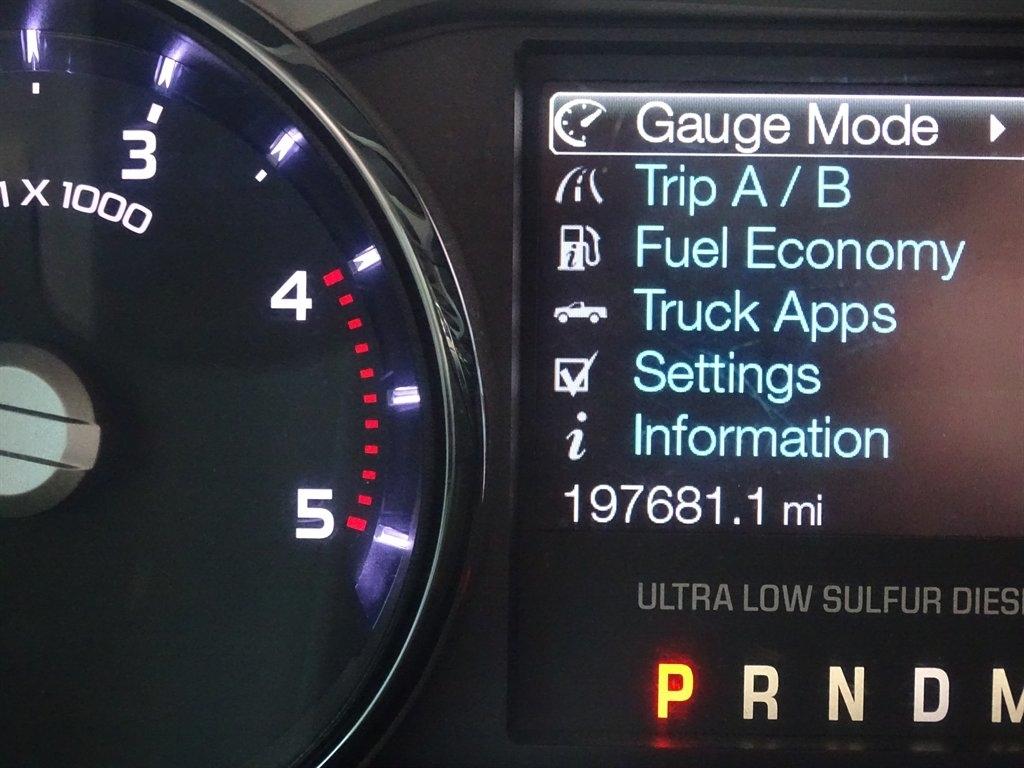 3
X 1000
4
5
Gauge Mode
Trip A / B
Fuel Economy
Truck Apps
Settings
i Information
197681.1 mi
ULTRA LOW SULFUR DIES
P R N D M